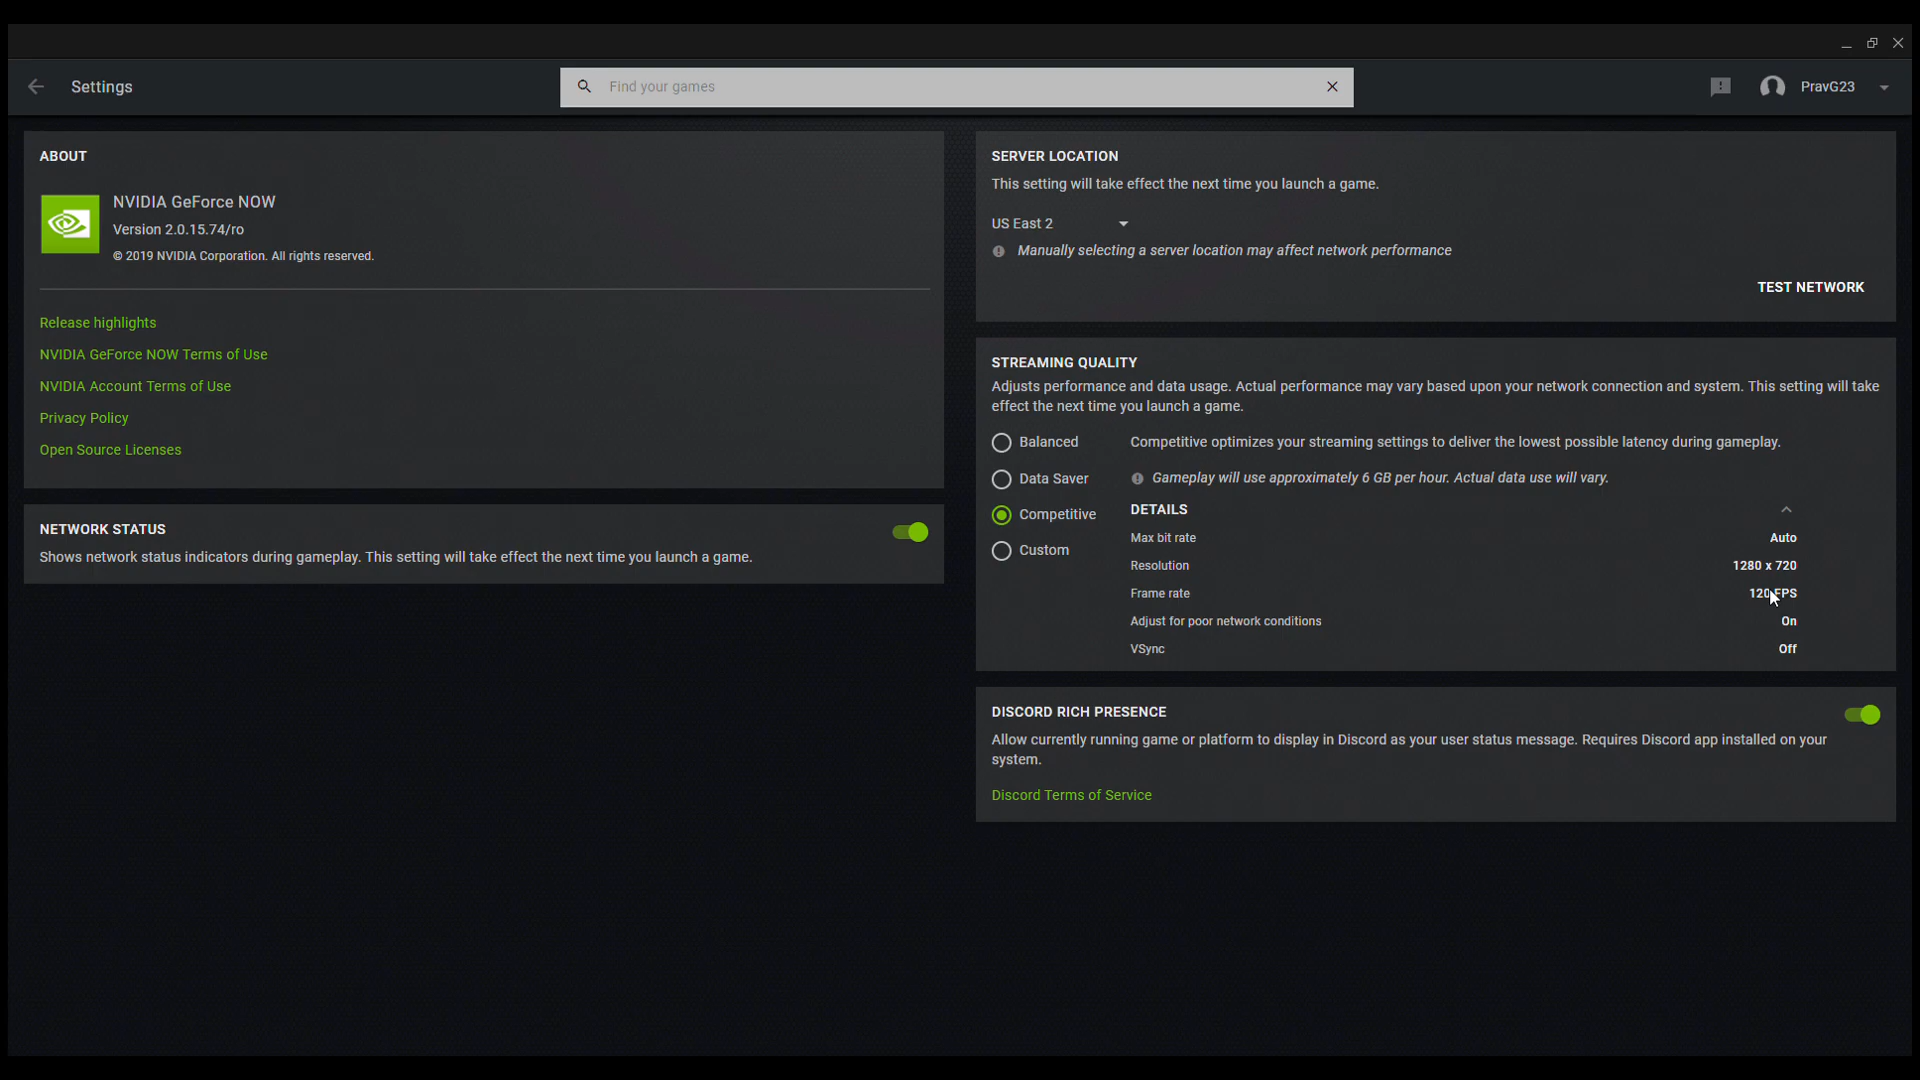 Settings
Find your games
PravG23
ABOUT
NVIDIA GeForce NOW
Version 2.0.15.74/ro
© 2019 NVIDIA Corporation. All rights reserved.
Release highlights
NVIDIA GeForce NOW Terms of Use
NVIDIA Account Terms of Use
Privacy Policy
Open Source Licenses
NETWORK STATUS
Shows network status indicators during gameplay. This setting will take effect the next time you launch a game.
SERVER LOCATION
This setting will take effect the next time you launch a game.
US East 2
Manually selecting a server location may affect network performance
TEST NETWORK
STREAMING QUALITY
Adjusts performance and data usage. Actual performance may vary based upon your network connection and system. This setting will take
effect the next time you launch a game.
Balanced
Data Saver
Competitive
Custom
Competitive optimizes your streaming settings to deliver the lowest possible latency during gameplay.
Gameplay will use approximately 6 GB per hour. Actual data use will vary.
DETAILS
Max bit rate Auto
Resolution 1280 x 720
Frame rate 120 FPS
Adjust for poor network conditions On
VSync Off
DISCORD RICH PRESENCE
Allow currently running game or platform to display in Discord as your user status message. Requires Discord app installed on your
system.
Discord Terms of Service